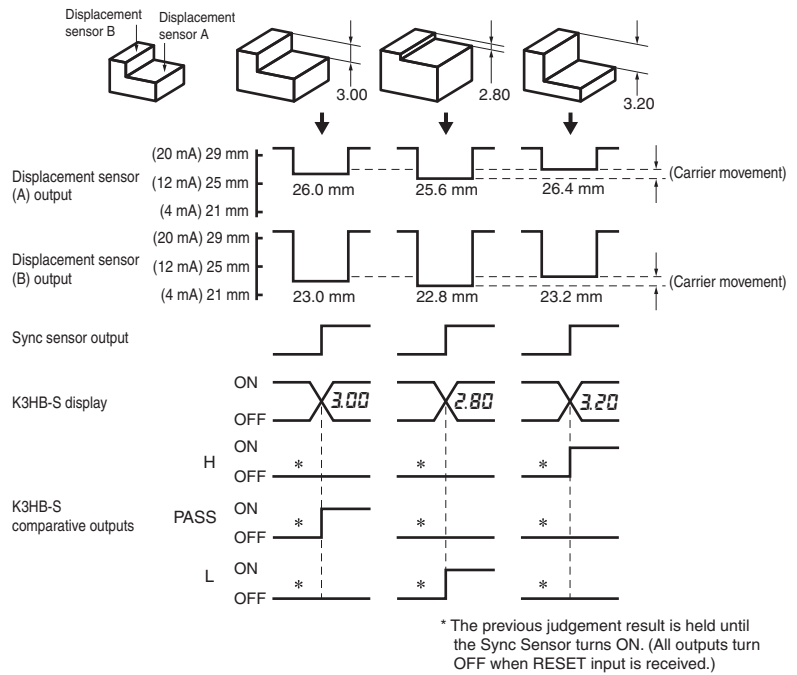 Displacement
sensor B
Displacement
sensor A
3.00
2.80
3.20
Displacement sensor
(A) output
(20 mA) 29 mm
(12 mA) 25 mm
(4 mA) 21 mm
26.0 mm
25.6 mm
26.4 mm
(Carrier movement)
Displacement sensor
(B) output
(20 mA) 29 mm
(12 mA) 25 mm
(4 mA) 21 mm
23.0 mm
22.8 mm
23.2 mm
(Carrier movement)
Sync sensor output
K3HB-S display
ON
OFF
3.00
2.80
3.20
K3HB-S
comparative outputs
H
ON
OFF
* * *
PASS
ON
OFF
* * *
L
ON
OFF
* * *
* The previous judgement result is held until
the Sync Sensor turns ON. (All outputs turn
OFF when RESET input is received.)